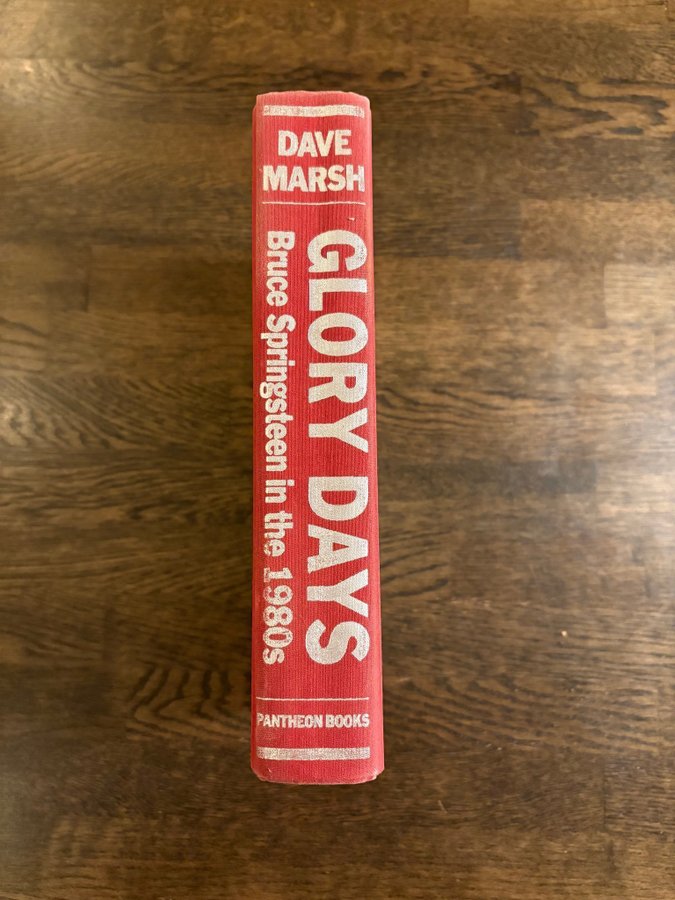 DAVE
MARSH
GLORY DAYS
Bruce Springsteen in the 1980s
PANTHEON BOOKS